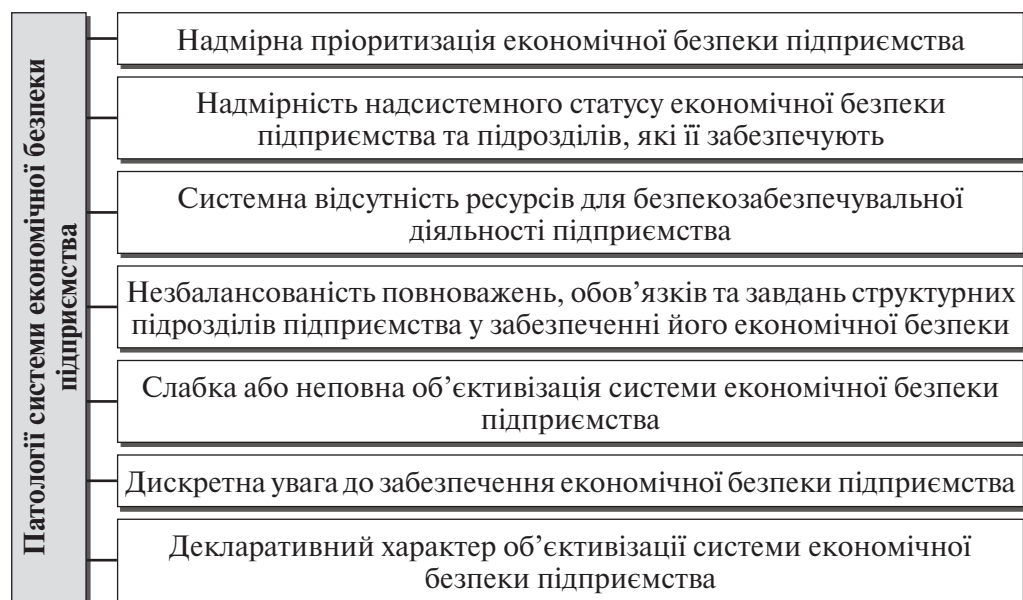 Патології системи економічної безпеки
підприємства
Надмірна пріоритизація економічної безпеки підприємства
Надмірність надсистемного статусу економічної безпеки
підприємства та підрозділів, які її забезпечують
Системна відсутність ресурсів для безпекозабезпечувальної
діяльності підприємства
Незбалансованість повноважень, обов’язків та завдань структурних
підрозділів підприємства у забезпеченні його економічної безпеки
Слабка або неповна об’єктивізація системи економічної безпеки
підприємства
Дискретна увага до забезпечення економічної безпеки підприємства
Декларативний характер об’єктивізації системи економічної
безпеки підприємства